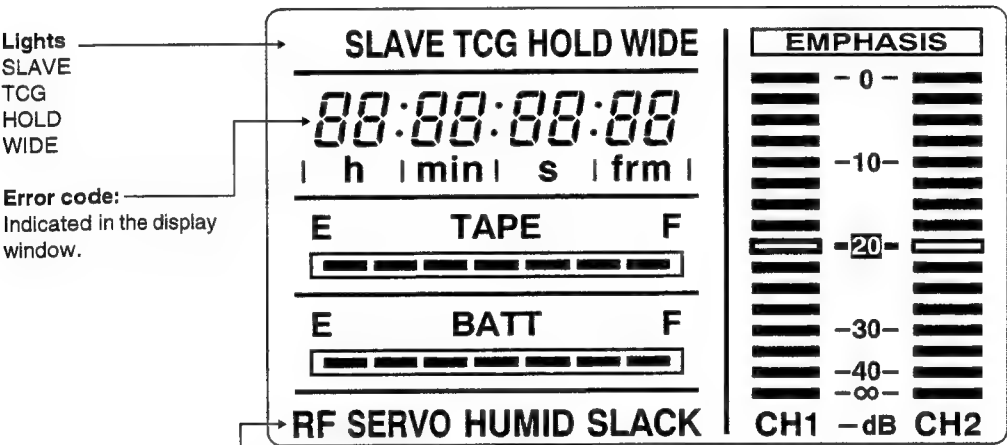 Lights
SLAVE
TCG
HOLD
WIDE
Error code:
Indicated in the display
window.
SLAVE TCG HOLD WIDE
88:88:88:88
h min s frm
E TAPE F
E BATT F
RF SERVO HUMID SLACK
EMPHASIS
– 0 –
–10–
–20–
–30–
–40–
–∞–
CH1 –dB CH2